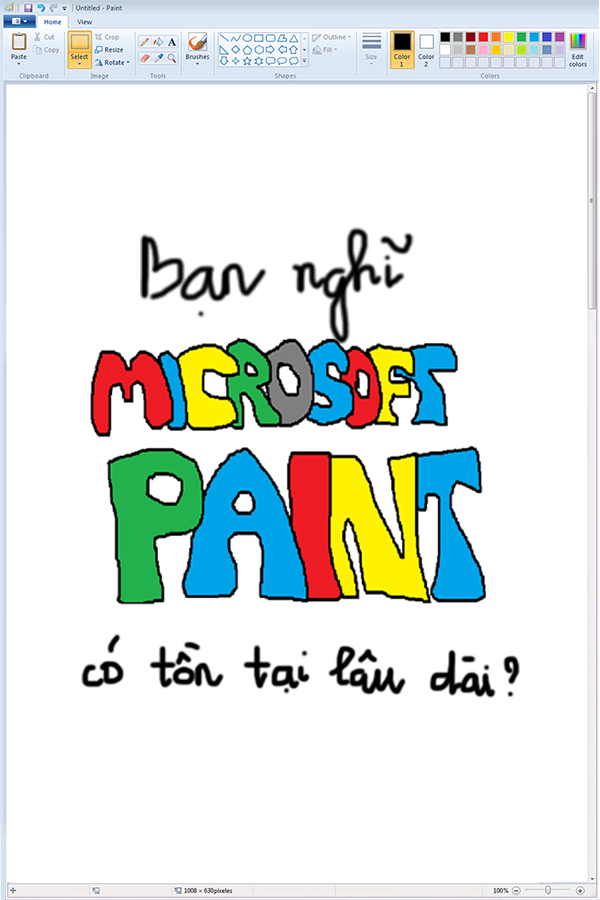 Untitled - Paint
Home View
Paste
Cut
Copy
Clipboard
Select
Crop
Resize
Rotate
Image
A
Tools
Brushes
Shapes
Outline
Fill
Size
Color 1
Color 2
Colors
Edit colors
Bạn nghĩ
MICROSOFT
PAINT
có tồn tại lâu dài?
1008 × 630pixeles
100%